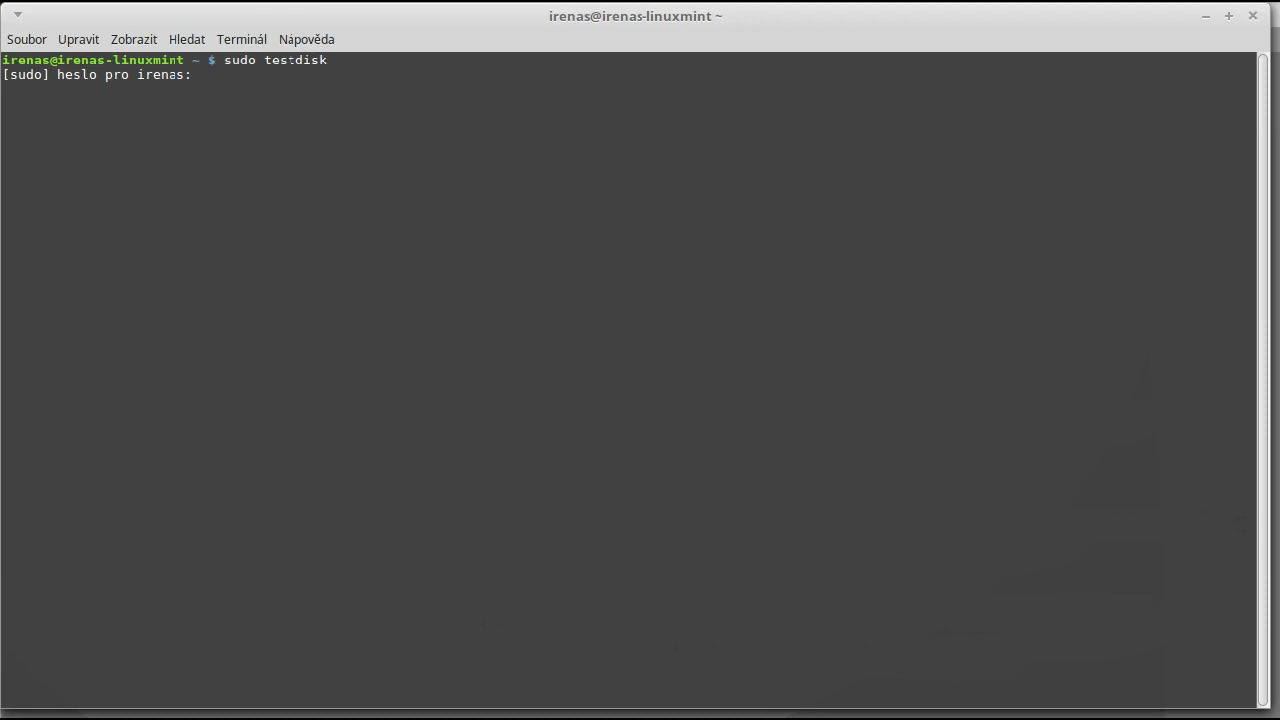 irenas@irenas-linuxmint ~
Soubor Upravit Zobrazit Hledat Terminál Nápověda
irenas@irenas-linuxmint ~ $ sudo testdisk
[sudo] heslo pro irenas: